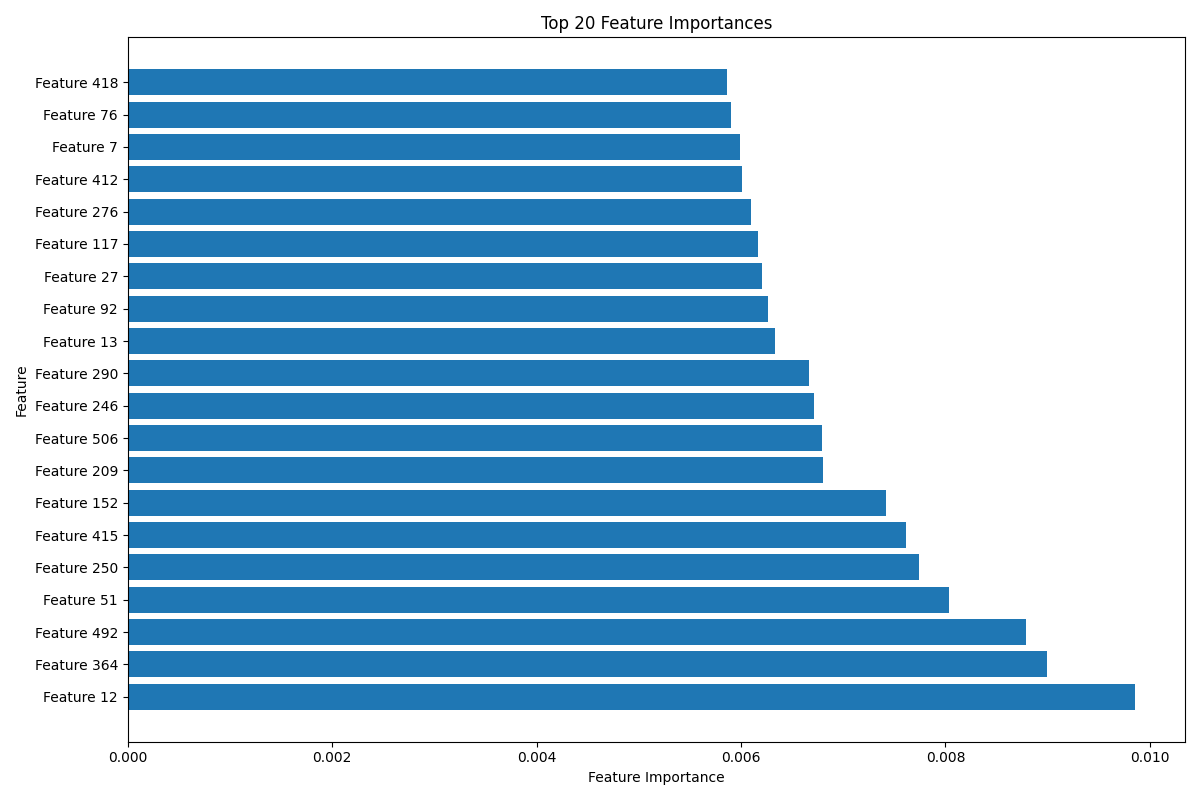 Top 20 Feature Importances
Feature
Feature 418
Feature 76
Feature 7
Feature 412
Feature 276
Feature 117
Feature 27
Feature 92
Feature 13
Feature 290
Feature 246
Feature 506
Feature 209
Feature 152
Feature 415
Feature 250
Feature 51
Feature 492
Feature 364
Feature 12
0.000 0.002 0.004 0.006 0.008 0.010
Feature Importance